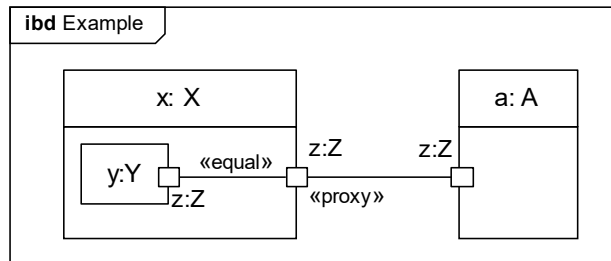 ibd Example
x: X
a: A
z:Z
z:Z
«equal»
y:Y
z:Z
«proxy»